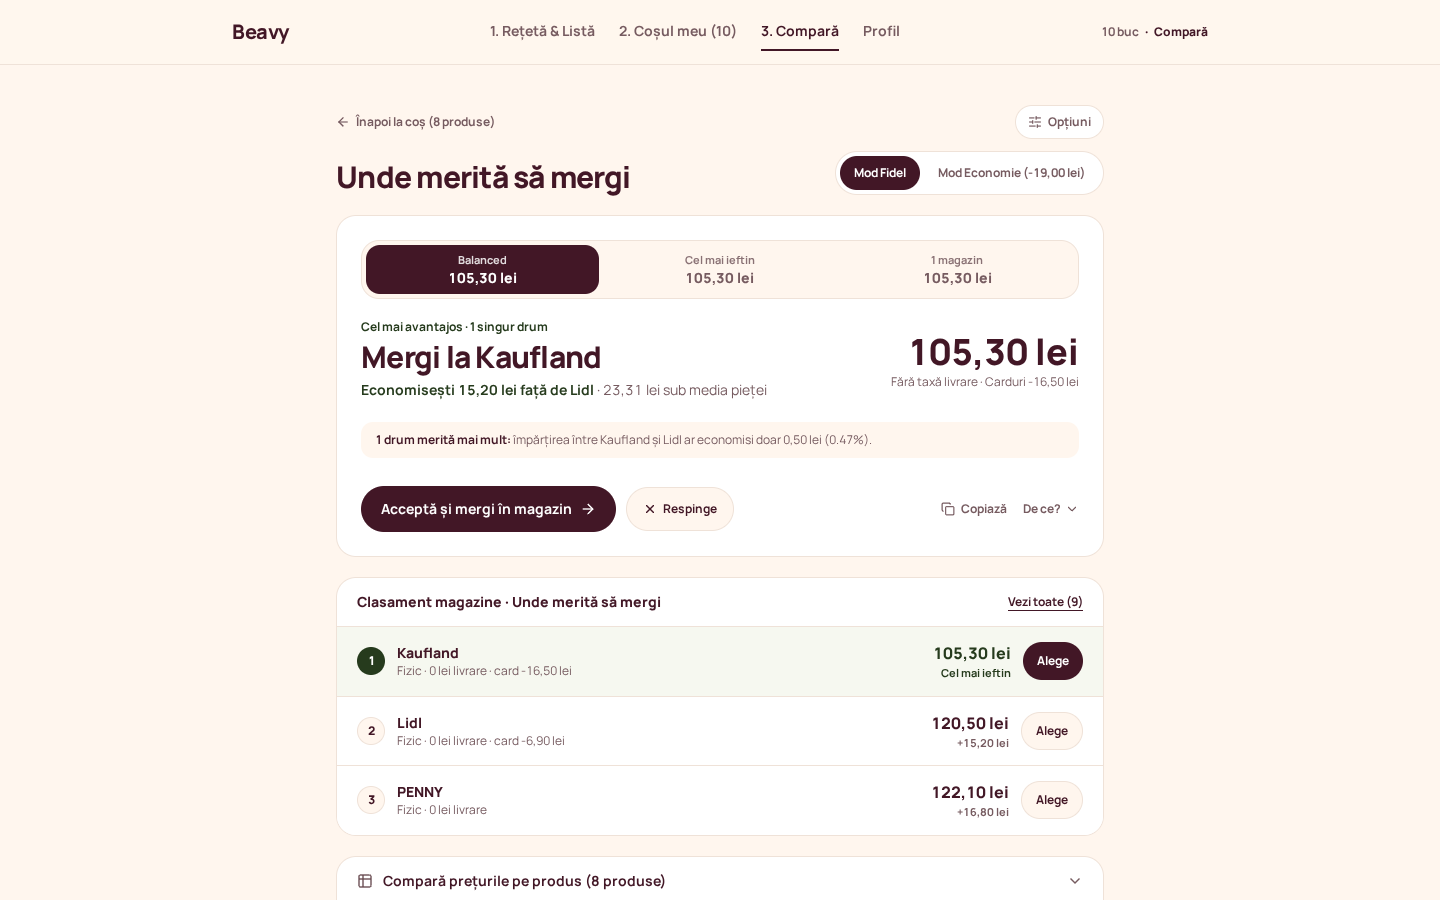 Beavy
1. Rețetă & Listă
2. Coșul meu (10)
3. Compară
Profil
10 buc · Compară
Înapoi la coș (8 produse)
Opțiuni
Unde merită să mergi
Mod Fidel
Mod Economie (-19,00 lei)
Balanced
105,30 lei
Cel mai ieftin
105,30 lei
1 magazin
105,30 lei
Cel mai avantajos · 1 singur drum
Mergi la Kaufland
Economisești 15,20 lei față de Lidl · 23,31 lei sub media pieței
105,30 lei
Fără taxă livrare · Carduri -16,50 lei
1 drum merită mai mult: împărțirea între Kaufland și Lidl ar economisi doar 0,50 lei (0.47%).
Acceptă și mergi în magazin
Respinge
Copiază
De ce?
Clasament magazine · Unde merită să mergi
Vezi toate (9)
1
Kaufland
Fizic · 0 lei livrare · card -16,50 lei
105,30 lei
Cel mai ieftin
Alege
2
Lidl
Fizic · 0 lei livrare · card -6,90 lei
120,50 lei
+15,20 lei
Alege
3
PENNY
Fizic · 0 lei livrare
122,10 lei
+16,80 lei
Alege
Compară prețurile pe produs (8 produse)